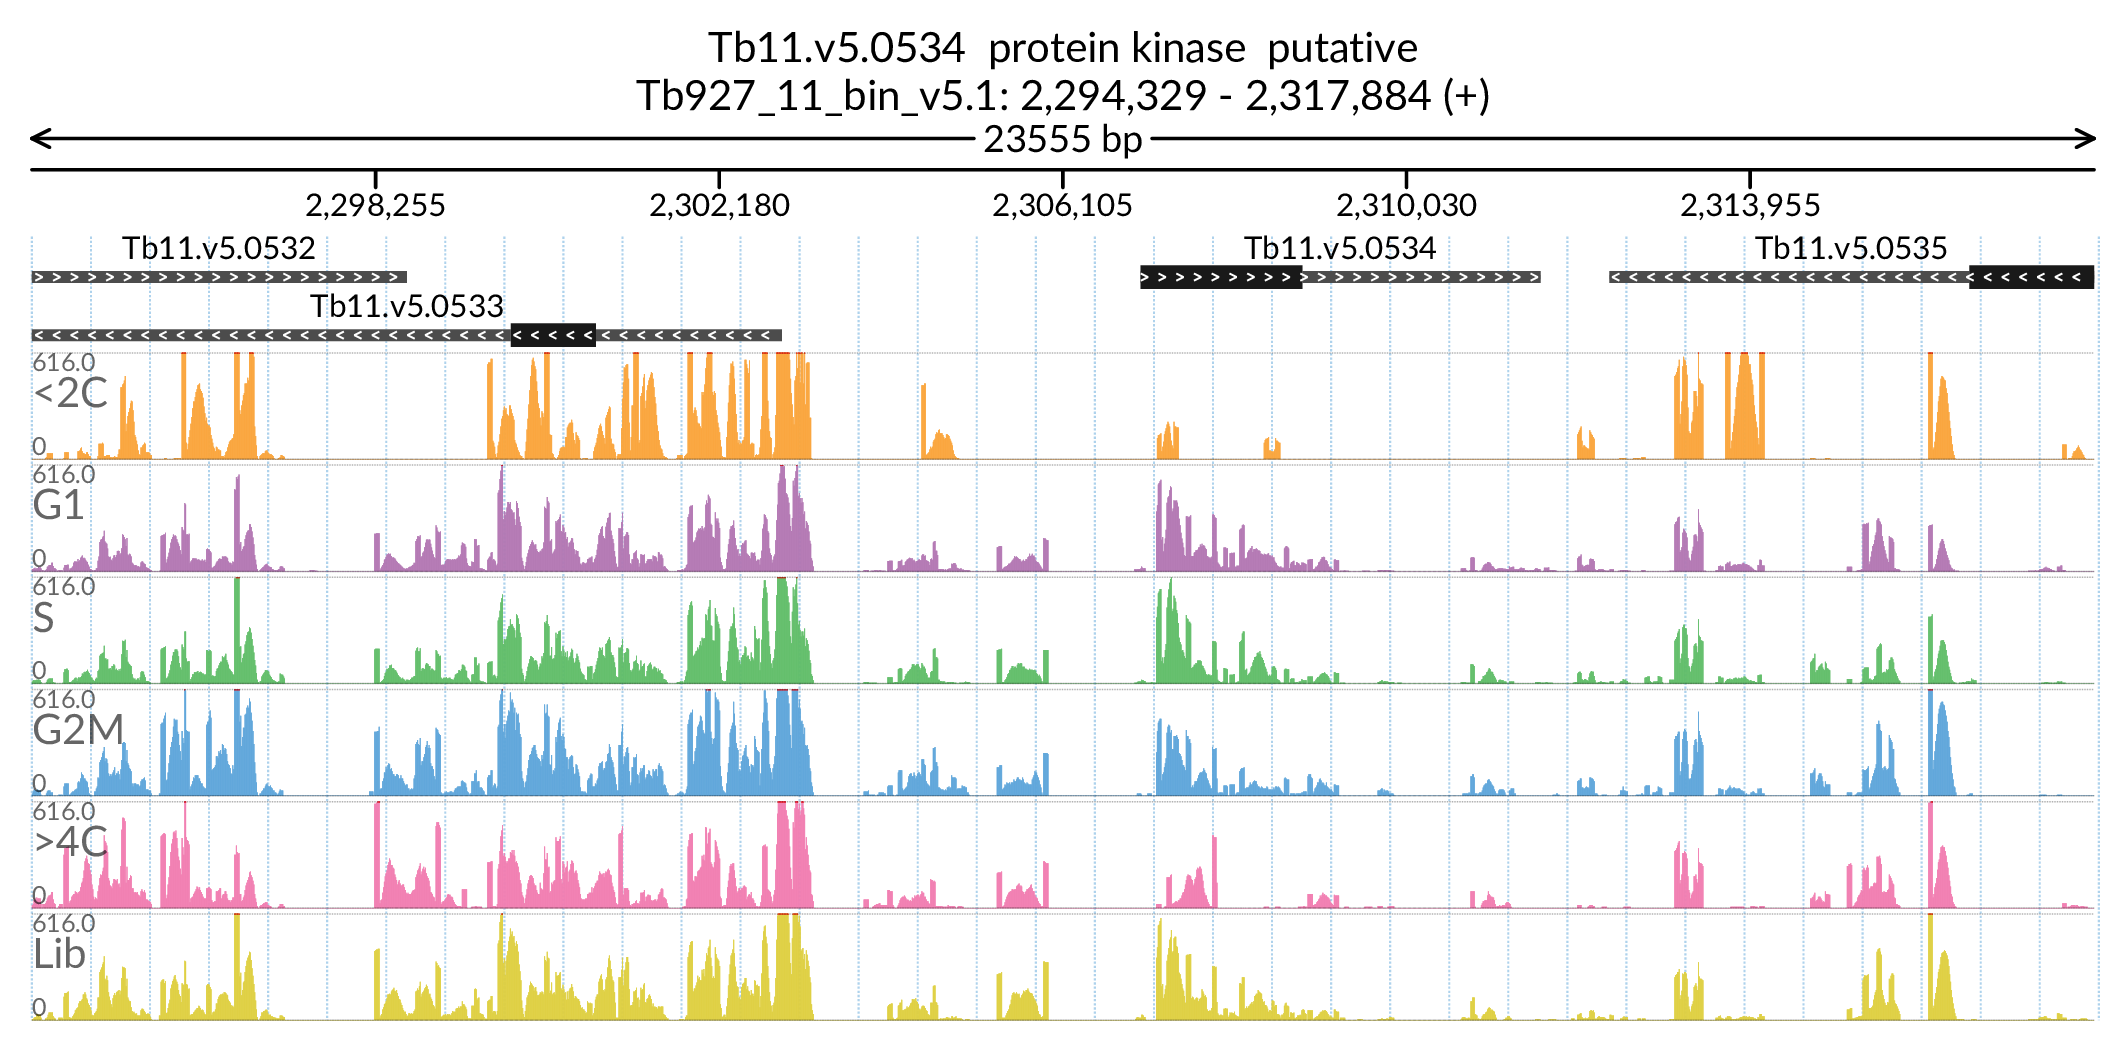 Tb11.v5.0534  protein kinase  putative
Tb927_11_bin_v5.1: 2,294,329 - 2,317,884 (+)
23555 bp
2,298,255 2,302,180 2,306,105 2,310,030 2,313,955
Tb11.v5.0532 Tb11.v5.0534 Tb11.v5.0535
Tb11.v5.0533
616.0
<2C
0
616.0
G1
0
616.0
S
0
616.0
G2M
0
616.0
>4C
0
616.0
Lib
0